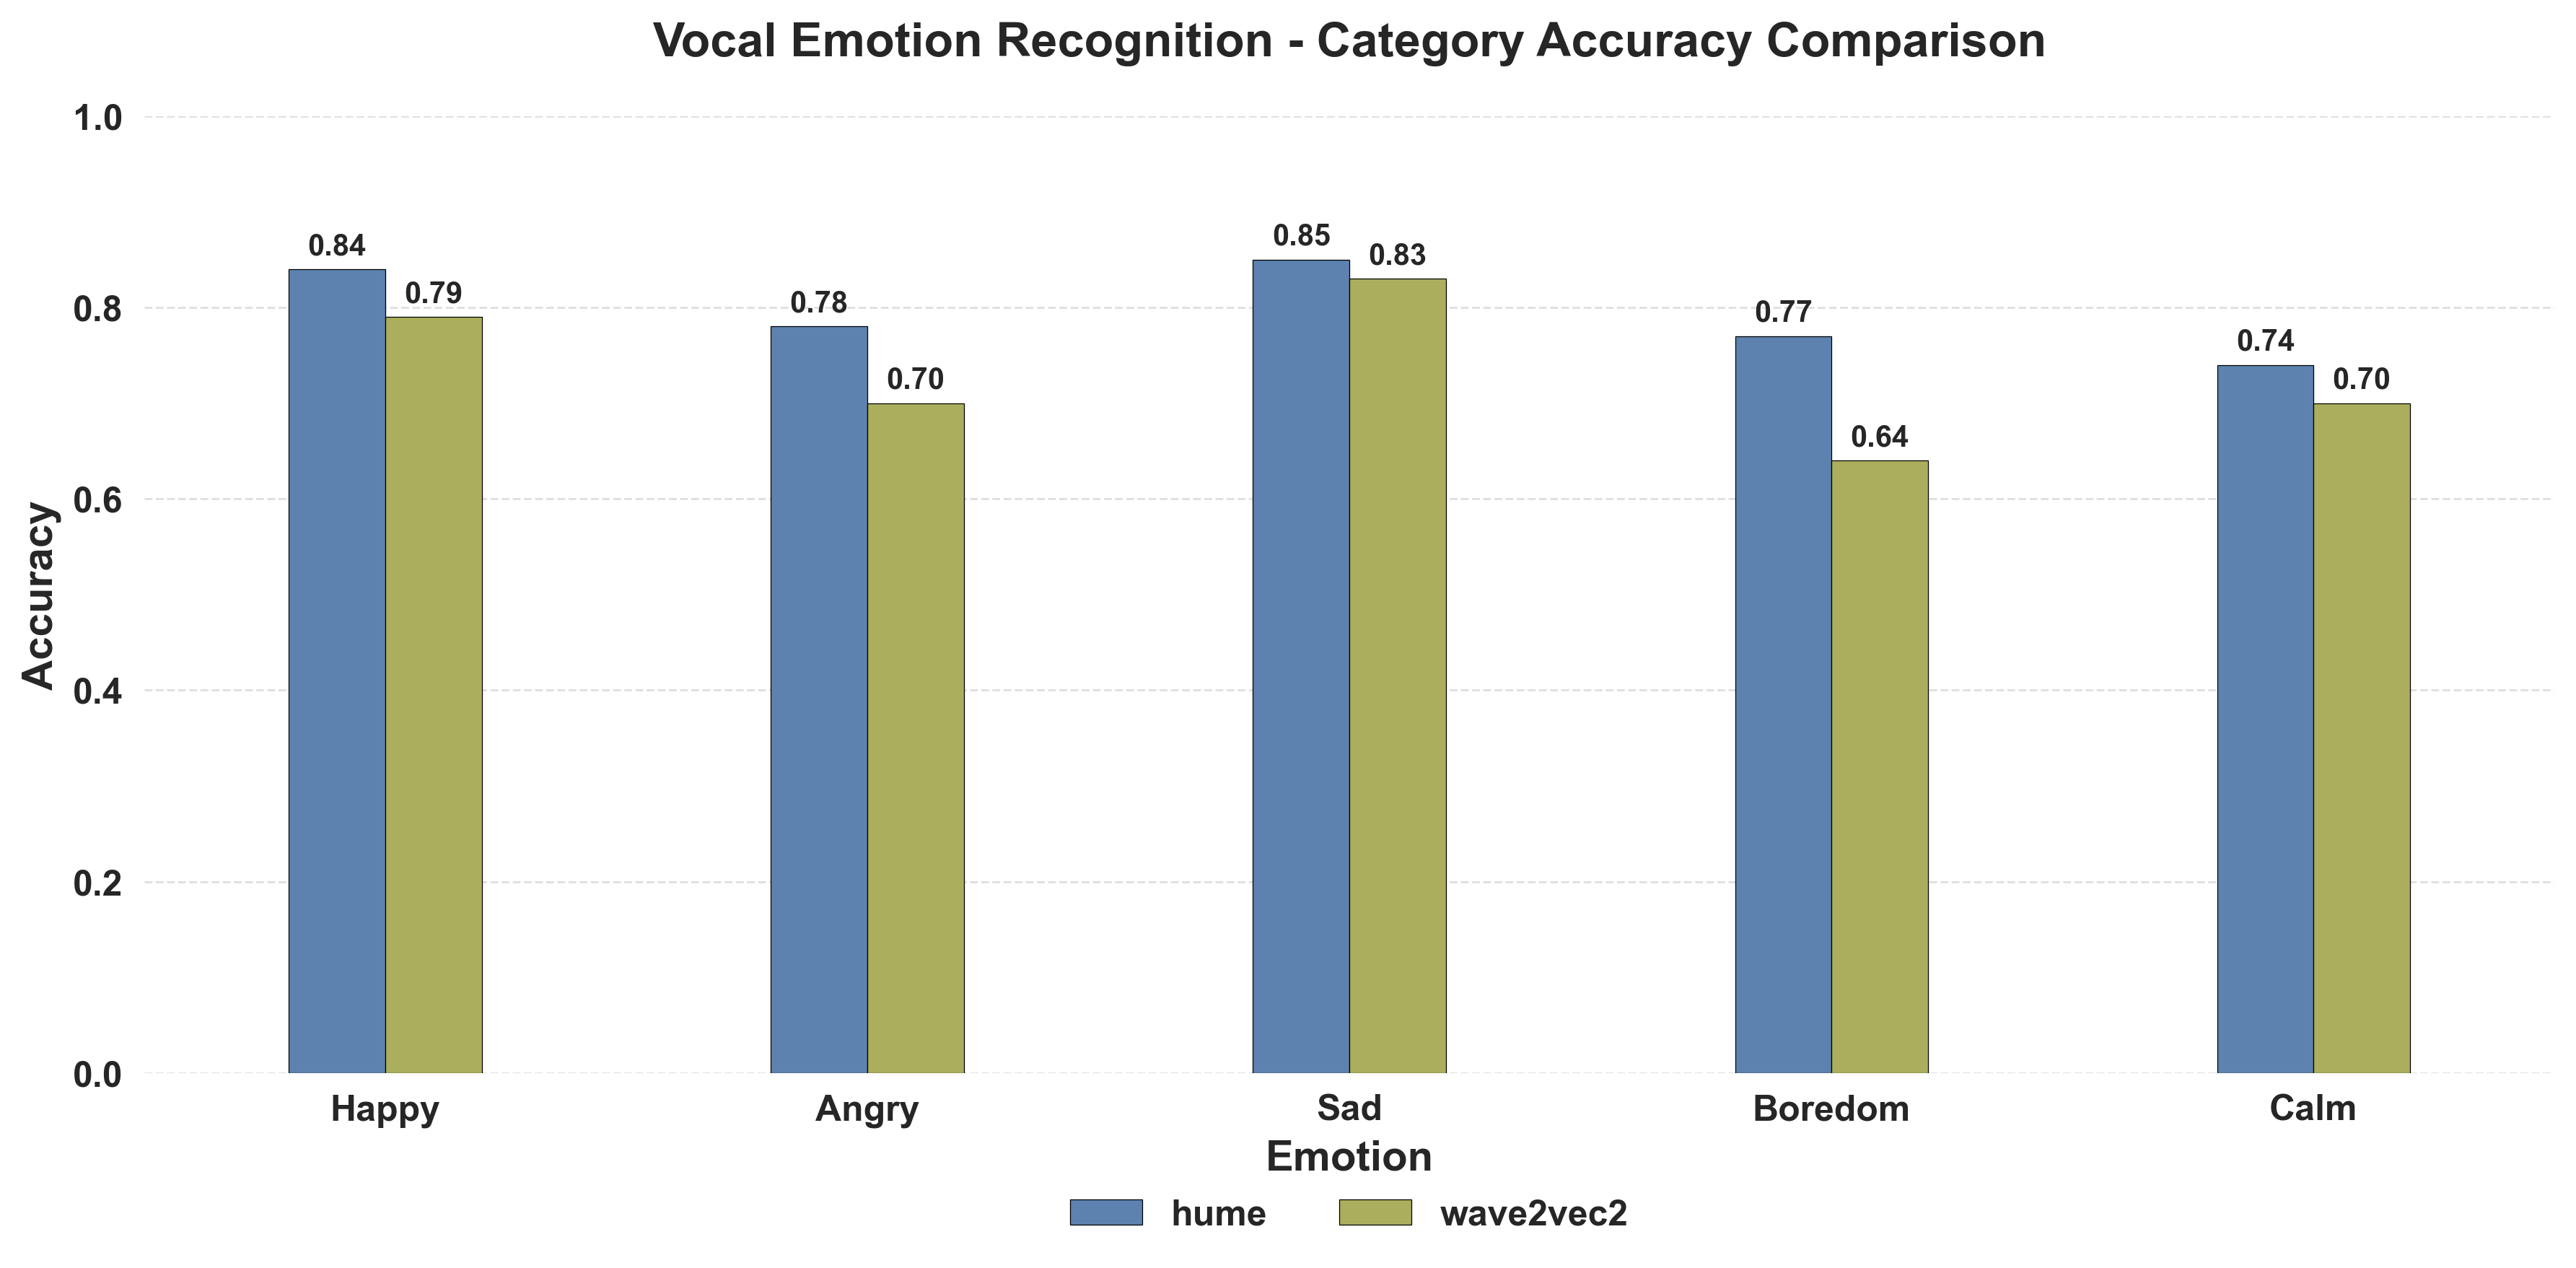 Vocal Emotion Recognition - Category Accuracy Comparison
1.0
0.8
0.6
0.4
0.2
0.0
Accuracy
0.84
0.79
0.78
0.70
0.85
0.83
0.77
0.64
0.74
0.70
Happy
Angry
Sad
Boredom
Calm
Emotion
hume
wave2vec2